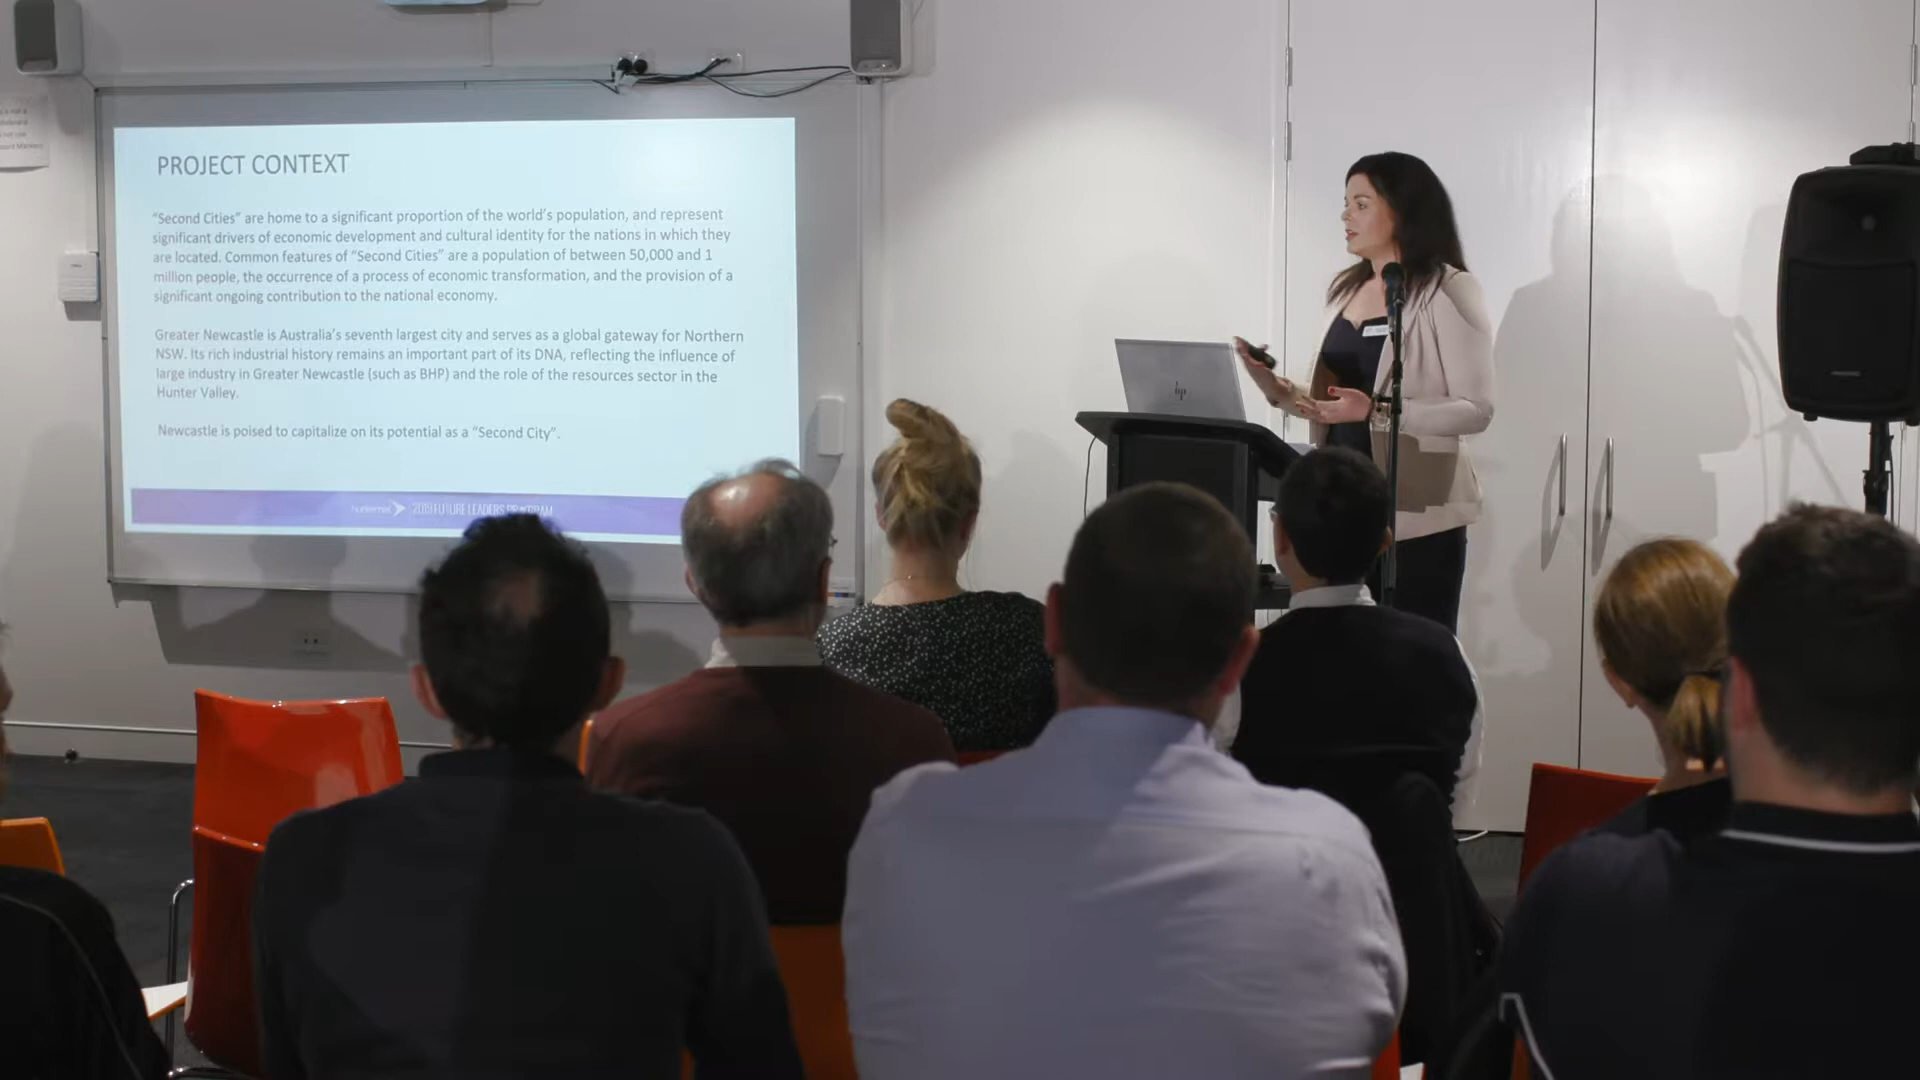 PROJECT CONTEXT
“Second Cities” are home to a significant proportion of the world’s population, and represent
significant drivers of economic development and cultural identity for the nations in which they
are located. Common features of “Second Cities” are a population of between 50,000 and 1
million people, the occurrence of a process of economic transformation, and the provision of a
significant ongoing contribution to the national economy.
Greater Newcastle is Australia’s seventh largest city and serves as a global gateway for Northern
NSW. Its rich industrial history remains an important part of its DNA, reflecting the influence of
large industry in Greater Newcastle (such as BHP) and the role of the resources sector in the
Hunter Valley.
Newcastle is poised to capitalize on its potential as a “Second City”.
2019 FUTURE LEADERS PROGRAM
hp